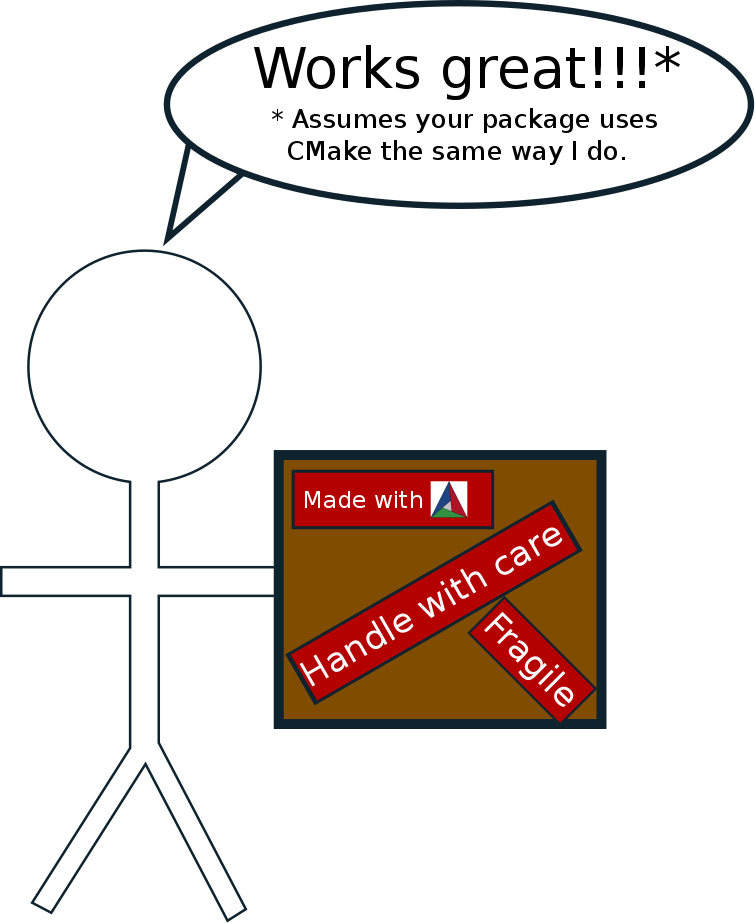 Works great!!!*
* Assumes your package uses
CMake the same way I do.
Made with
Handle with care
Fragile